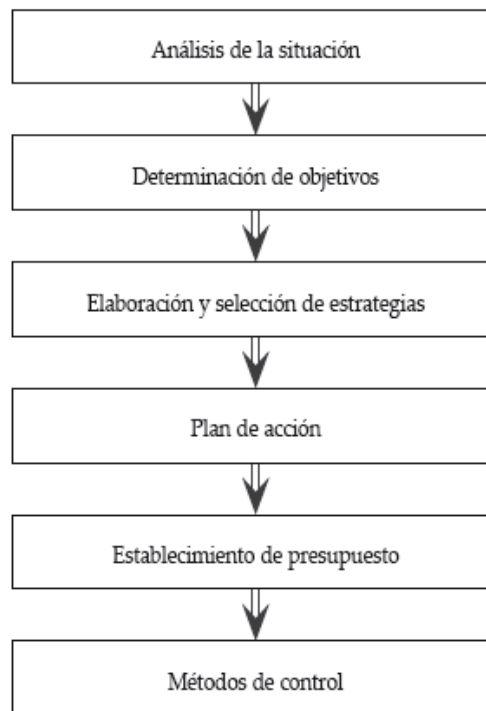 Análisis de la situación
Determinación de objetivos
Elaboración y selección de estrategias
Plan de acción
Establecimiento de presupuesto
Métodos de control